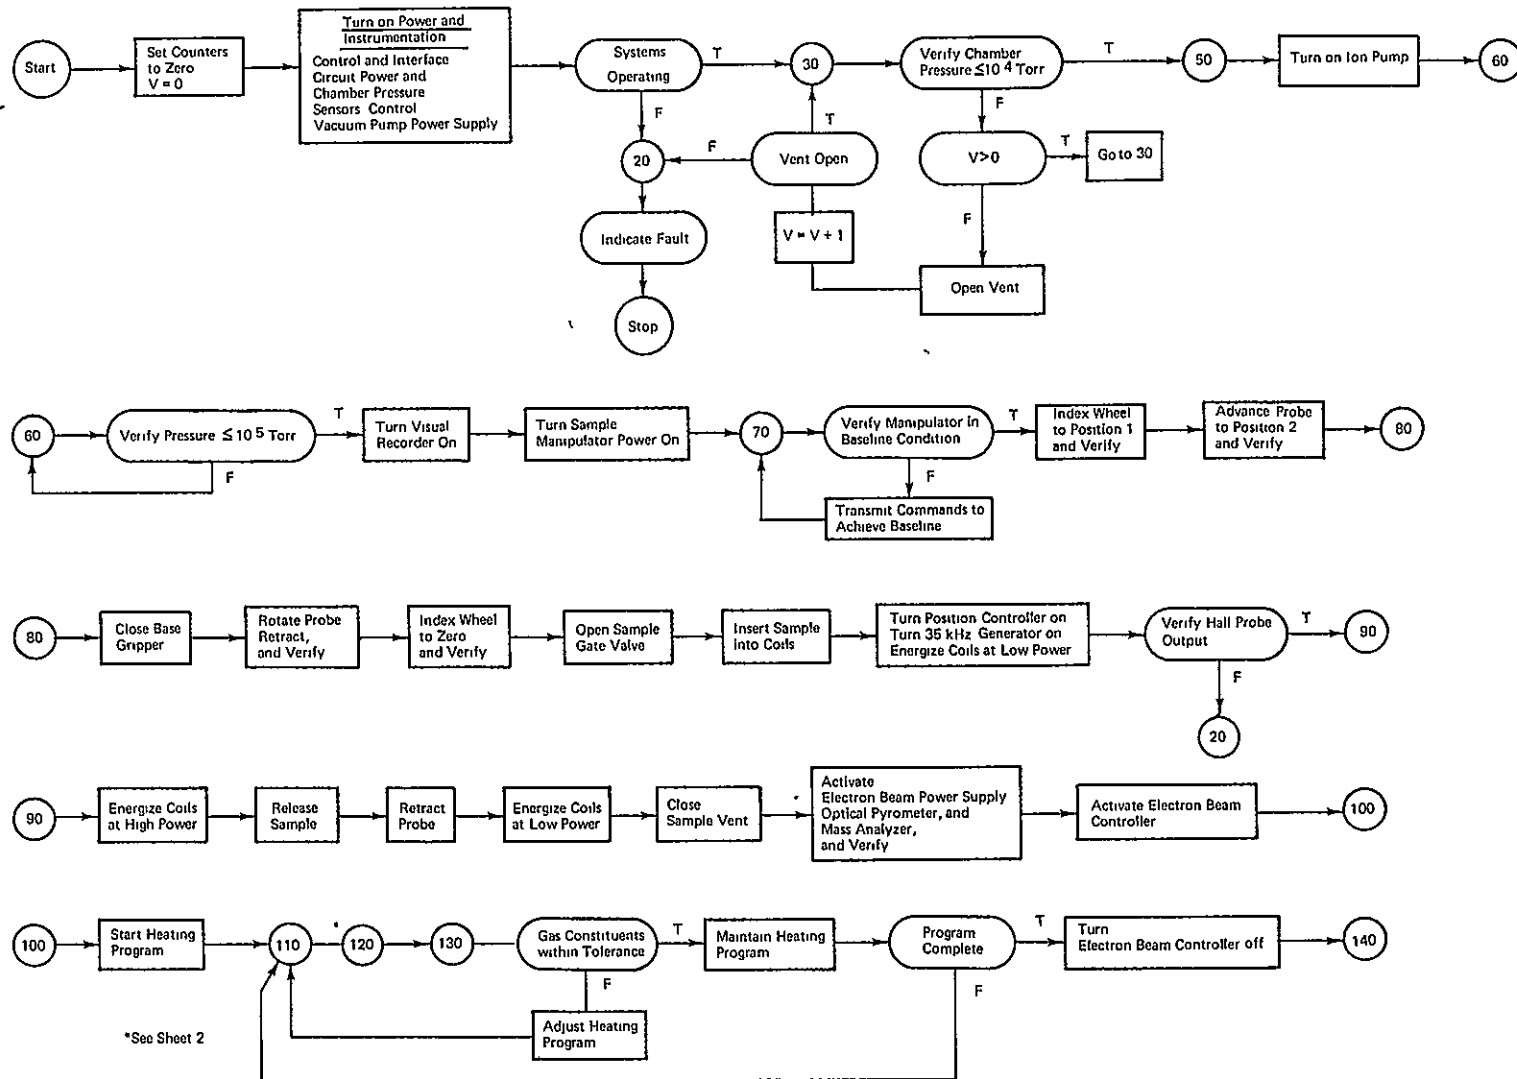 Start
Set Counters
to Zero
V = 0
Turn on Power and
Instrumentation
Control and Interface
Circuit Power and
Chamber Pressure
Sensors Control
Vacuum Pump Power Supply
Systems
Operating
T
F
20
Indicate Fault
Stop
30
T
Vent Open
F
V = V + 1
Verify Chamber
Pressure ≤10 4 Torr
T
F
V>0
T
Go to 30
F
Open Vent
50
Turn on Ion Pump
60
60
Verify Pressure ≤ 10 5 Torr
T
F
Turn Visual
Recorder On
Turn Sample
Manipulator Power On
70
Verify Manipulator in
Baseline Condition
T
F
Transmit Commands to
Achieve Baseline
Index Wheel
to Position 1
and Verify
Advance Probe
to Position 2
and Verify
80
80
Close Base
Gripper
Rotate Probe
Retract,
and Verify
Index Wheel
to Zero
and Verify
Open Sample
Gate Valve
Insert Sample
into Coils
Turn Position Controller on
Turn 35 kHz Generator on
Energize Coils at Low Power
Verify Hall Probe
Output
T
90
F
20
90
Energize Coils
at High Power
Release
Sample
Retract
Probe
Energize Coils
at Low Power
Close
Sample Vent
Activate
Electron Beam Power Supply
Optical Pyrometer, and
Mass Analyzer,
and Verify
Activate Electron Beam
Controller
100
100
Start Heating
Program
110
*
120
130
Gas Constituents
within Tolerance
T
F
Adjust Heating
Program
Maintain Heating
Program
Program
Complete
T
F
Turn
Electron Beam Controller off
140
*See Sheet 2